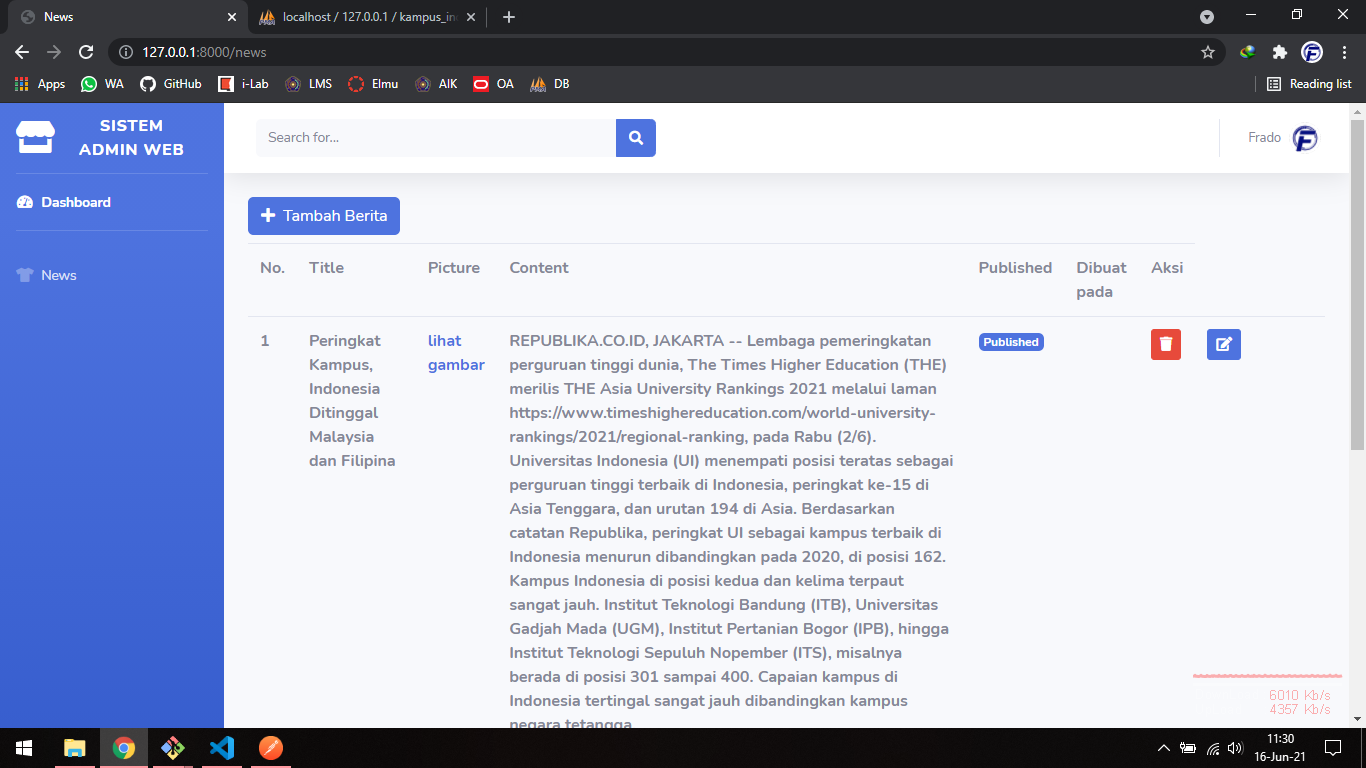 News
localhost / 127.0.0.1 / kampus_in
127.0.0.1:8000/news
Apps
WA
GitHub
i-Lab
LMS
Elmu
AIK
OA
DB
Reading list
SISTEM
ADMIN WEB
Search for...
Frado
Dashboard
Tambah Berita
News
No. Title Picture Content Published Dibuat Aksi
pada
1 Peringkat lihat REPUBLIKA.CO.ID, JAKARTA -- Lembaga pemeringkatan Published
Kampus, gambar perguruan tinggi dunia, The Times Higher Education (THE)
Indonesia merilis THE Asia University Rankings 2021 melalui laman
Ditinggal https://www.timeshighereducation.com/world-university-
Malaysia rankings/2021/regional-ranking, pada Rabu (2/6).
dan Filipina Universitas Indonesia (UI) menempati posisi teratas sebagai
perguruan tinggi terbaik di Indonesia, peringkat ke-15 di
Asia Tenggara, dan urutan 194 di Asia. Berdasarkan
catatan Republika, peringkat UI sebagai kampus terbaik di
Indonesia menurun dibandingkan pada 2020, di posisi 162.
Kampus Indonesia di posisi kedua dan kelima terpaut
sangat jauh. Institut Teknologi Bandung (ITB), Universitas
Gadjah Mada (UGM), Institut Pertanian Bogor (IPB), hingga
Institut Teknologi Sepuluh Nopember (ITS), misalnya
berada di posisi 301 sampai 400. Capaian kampus di
Indonesia tertingal sangat jauh dibandingkan kampus
negara tetangga
6010 Kb/s
4357 Kb/s
11:30
16-Jun-21